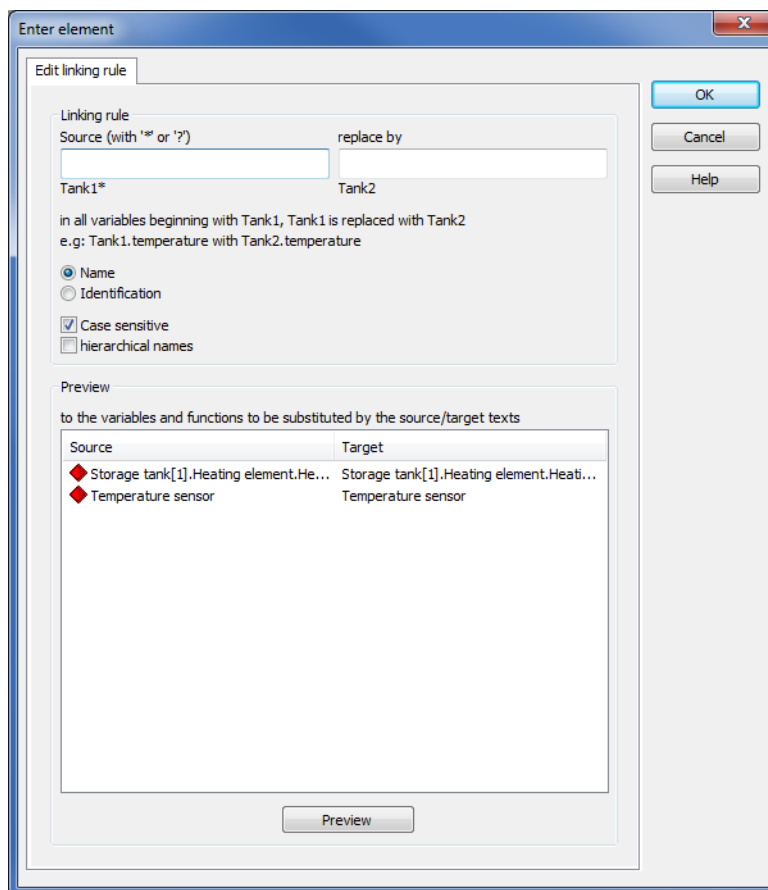 Enter element
Edit linking rule
OK
Cancel
Help
Linking rule
Source (with '*' or '?') replace by
Tank1* Tank2
in all variables beginning with Tank1, Tank1 is replaced with Tank2
e.g: Tank1.temperature with Tank2.temperature
Name
Identification
Case sensitive
hierarchical names
Preview
to the variables and functions to be substituted by the source/target texts
Source Target
Storage tank[1].Heating element.He... Storage tank[1].Heating element.Heati...
Temperature sensor Temperature sensor
Preview